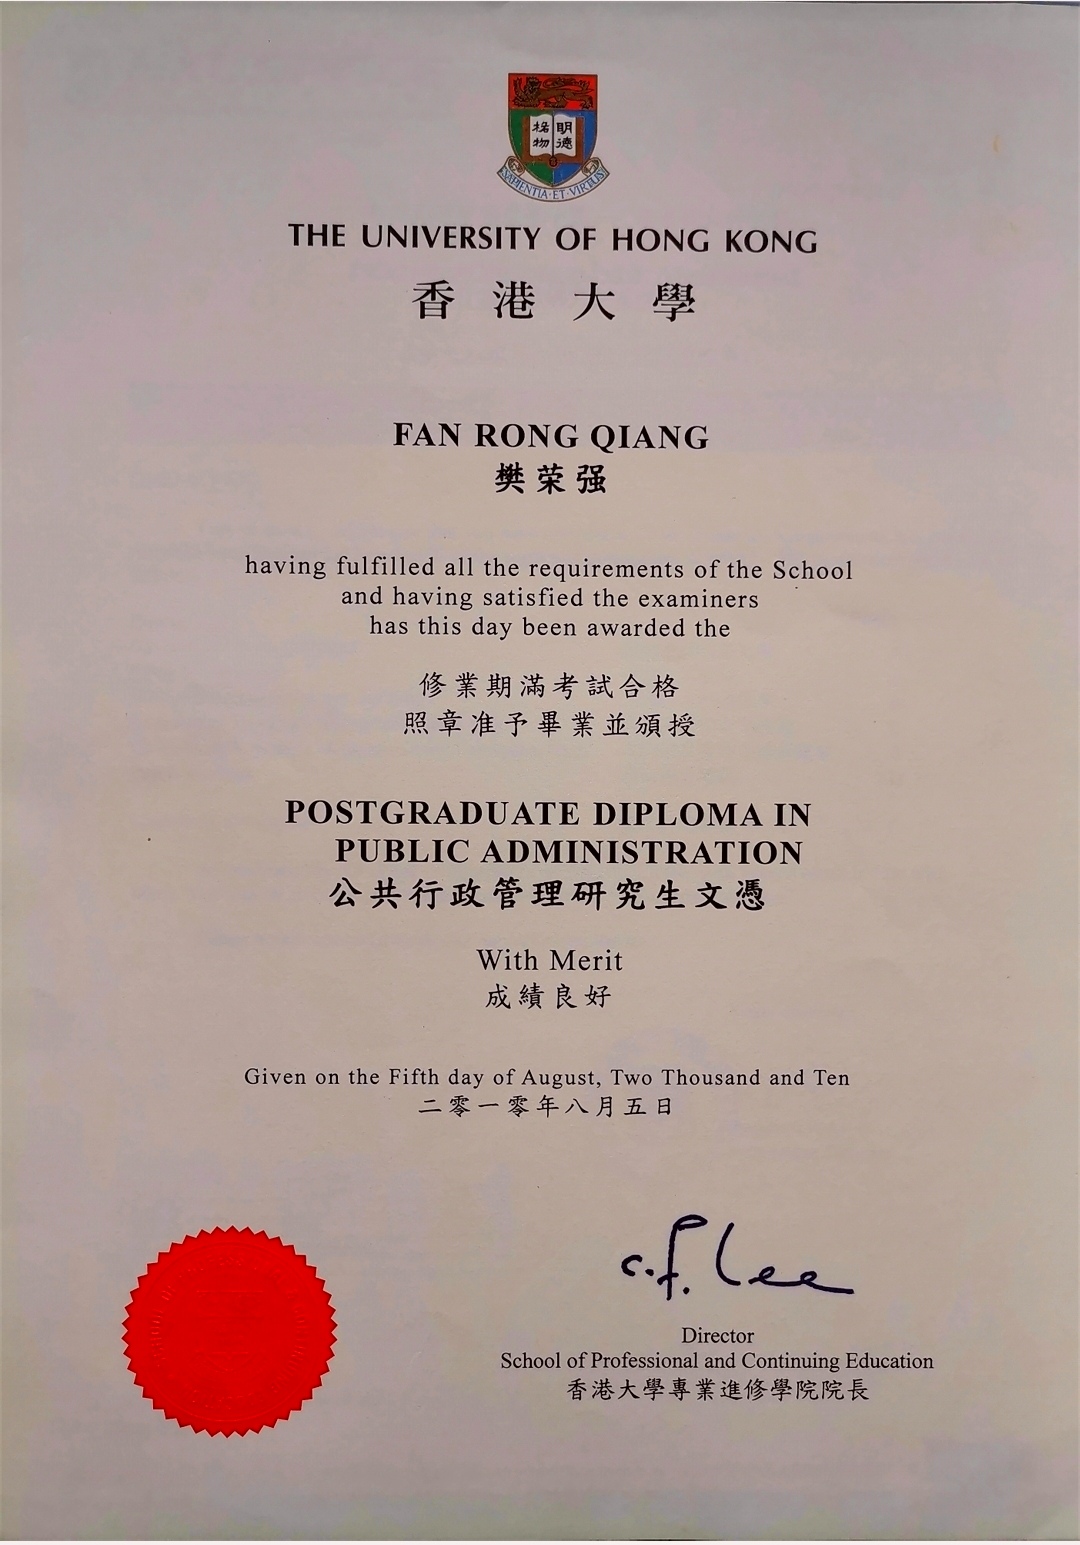 格物 明德
SAPIENTIA·ET·VIRTUS
THE UNIVERSITY OF HONG KONG
香港大學
FAN RONG QIANG
樊荣强
having fulfilled all the requirements of the School
and having satisfied the examiners
has this day been awarded the
修業期滿考試合格
照章准予畢業並頒授
POSTGRADUATE DIPLOMA IN
PUBLIC ADMINISTRATION
公共行政管理研究生文憑
With Merit
成績良好
Given on the Fifth day of August, Two Thousand and Ten
二零一零年八月五日
c.f. Lee
Director
School of Professional and Continuing Education
香港大學專業進修學院院長